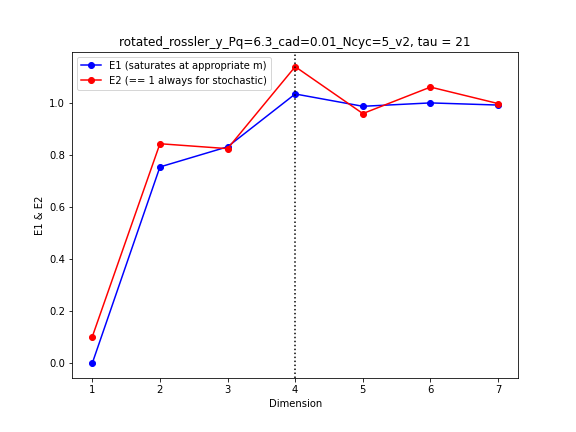 rotated_rossler_y_Pq=6.3_cad=0.01_Ncyc=5_v2, tau = 21
E1 (saturates at appropriate m)
E2 (== 1 always for stochastic)
1.0
0.8
0.6
0.4
0.2
0.0
E1 & E2
1 2 3 4 5 6 7
Dimension